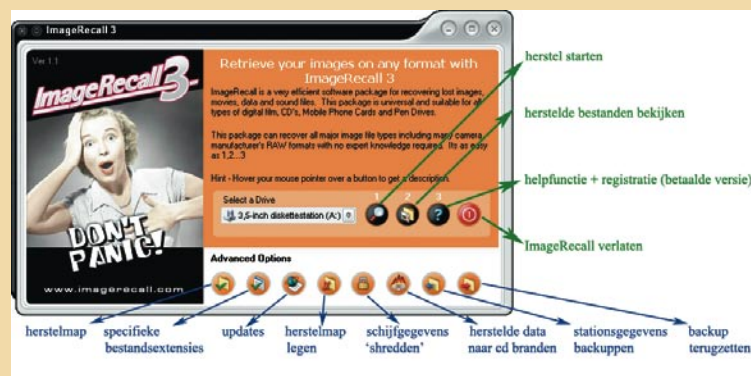 ImageRecall 3
Ver 1.1
ImageRecall 3
DON'T
PANIC!
www.imagerecall.com
Retrieve your images on any format with
ImageRecall 3
ImageRecall is a very efficient software package for recovering lost images,
movies, data and sound files. This package is universal and suitable for all
types of digital film, CD's, Mobile Phone Cards and Pen Drives.
This package can recover all major image file types including many camera
manufacturer's RAW formats with no expert knowledge required. Its as easy
as 1,2...3
Hint - Hover your mouse pointer over a button to get a description.
Select a Drive
1 2 3
3,5-inch diskettestation (A:)
Advanced Options
herstel starten
herstelde bestanden bekijken
helpfunctie + registratie (betaalde versie)
ImageRecall verlaten
herstelmap
specifieke
bestandsextensies
updates
herstelmap
legen
schijfgegevens
‘shredden’
herstelde data
naar cd branden
stationsgegevens
backuppen
backup
terugzetten